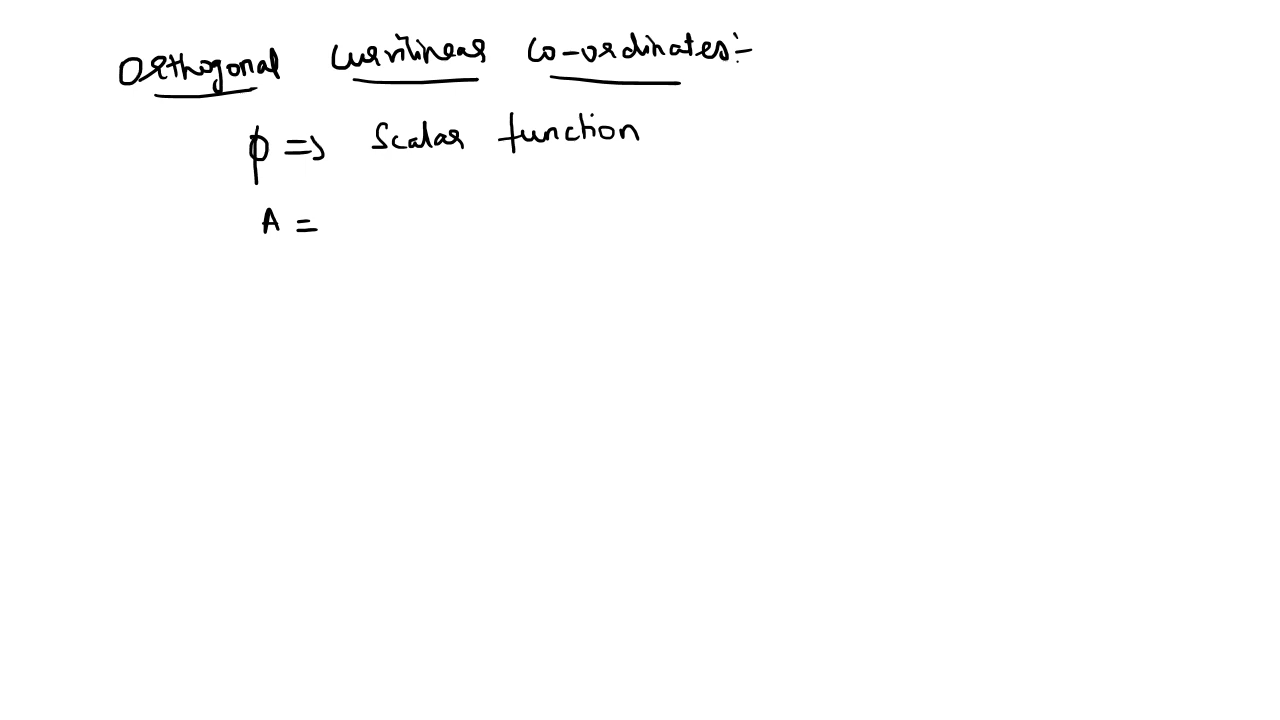 Orthogonal Curvilinear Co-ordinates:-
ϕ => Scalar function
A =